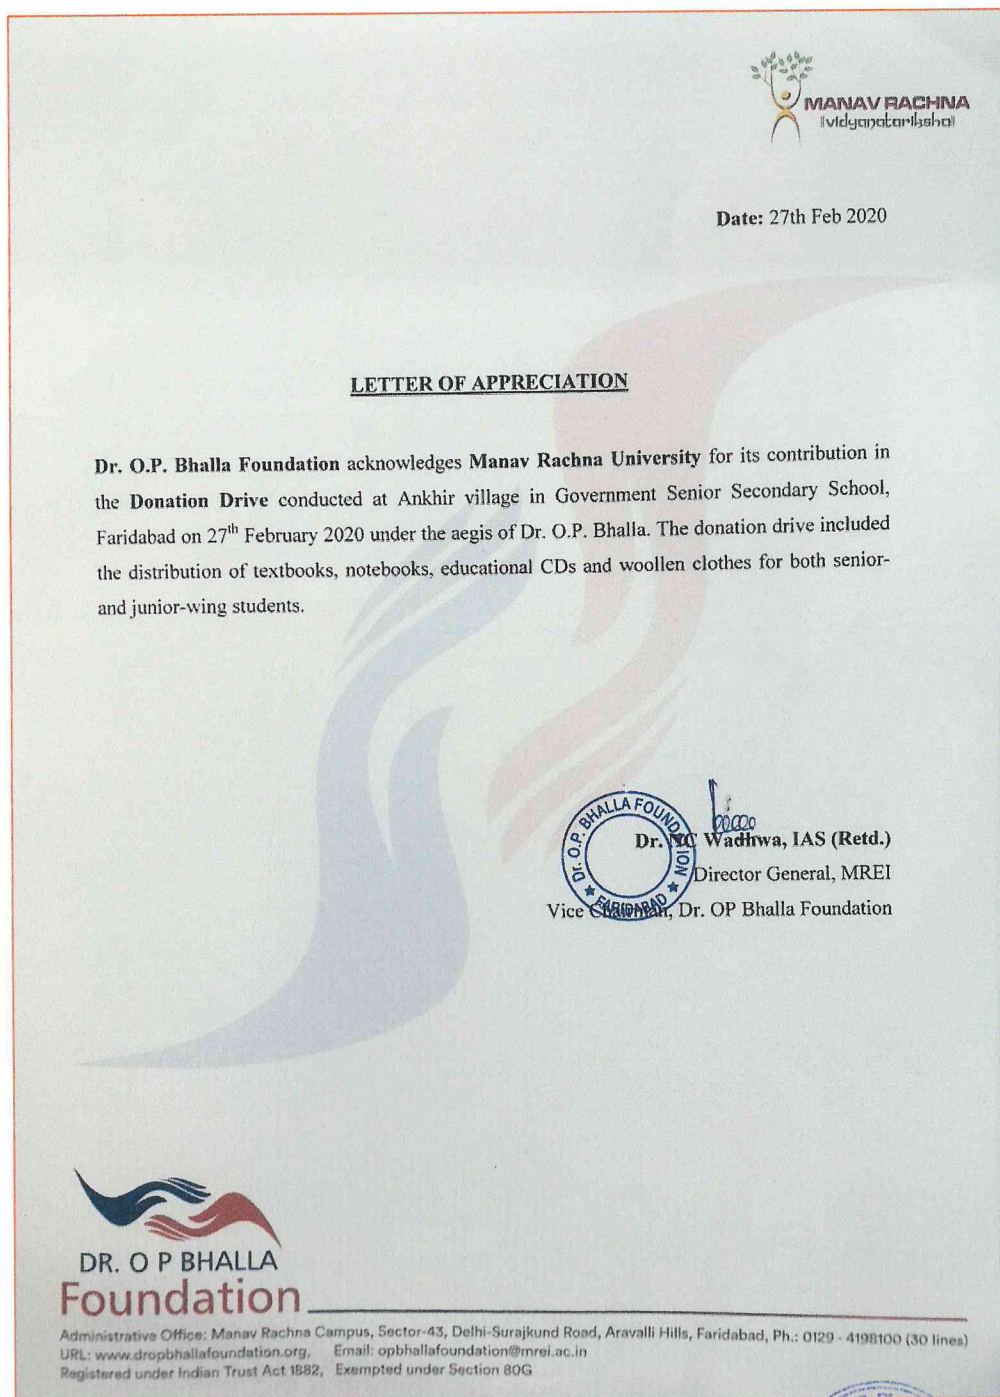 MANAV RACHNA
॥vidyanatariksha॥
Date: 27th Feb 2020
LETTER OF APPRECIATION
Dr. O.P. Bhalla Foundation acknowledges Manav Rachna University for its contribution in
the Donation Drive conducted at Ankhir village in Government Senior Secondary School,
Faridabad on 27th February 2020 under the aegis of Dr. O.P. Bhalla. The donation drive included
the distribution of textbooks, notebooks, educational CDs and woollen clothes for both senior-
and junior-wing students.
Dr. O.P. BHALLA FOUNDATION
★ FARIDABAD ★
Dr. NC Wadhwa, IAS (Retd.)
Director General, MREI
Vice Chairman, Dr. OP Bhalla Foundation
DR. O P BHALLA
Foundation
Administrative Office: Manav Rachna Campus, Sector-43, Delhi-Surajkund Road, Aravalli Hills, Faridabad, Ph.: 0129 - 4198100 (30 lines)
URL: www.dropbhallafoundation.org, Email: opbhallafoundation@mrei.ac.in
Registered under Indian Trust Act 1882, Exempted under Section 80G